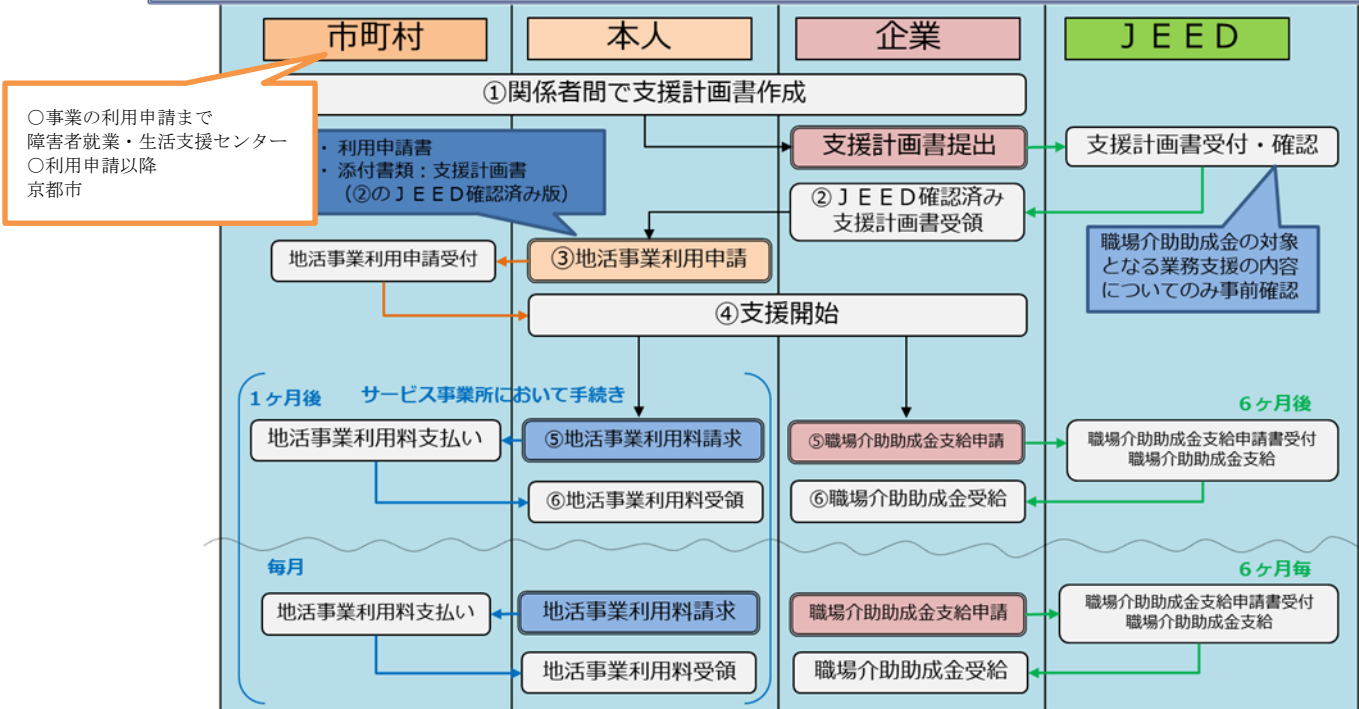 市町村
本人
企業
ＪＥＥＤ
○事業の利用申請まで
障害者就業・生活支援センター
○利用申請以降
京都市
①関係者間で支援計画書作成
・ 利用申請書
・ 添付書類：支援計画書
（②のＪＥＥＤ確認済み版）
支援計画書提出
支援計画書受付・確認
②ＪＥＥＤ確認済み
支援計画書受領
職場介助助成金の対象
となる業務支援の内容
についてのみ事前確認
地活事業利用申請受付
③地活事業利用申請
④支援開始
1ヶ月後
サービス事業所において手続き
6ヶ月後
地活事業利用料支払い
⑤地活事業利用料請求
⑤職場介助助成金支給申請
職場介助助成金支給申請書受付
職場介助助成金支給
⑥地活事業利用料受領
⑥職場介助助成金受給
毎月
6ヶ月毎
地活事業利用料支払い
地活事業利用料請求
職場介助助成金支給申請
職場介助助成金支給申請書受付
職場介助助成金支給
地活事業利用料受領
職場介助助成金受給